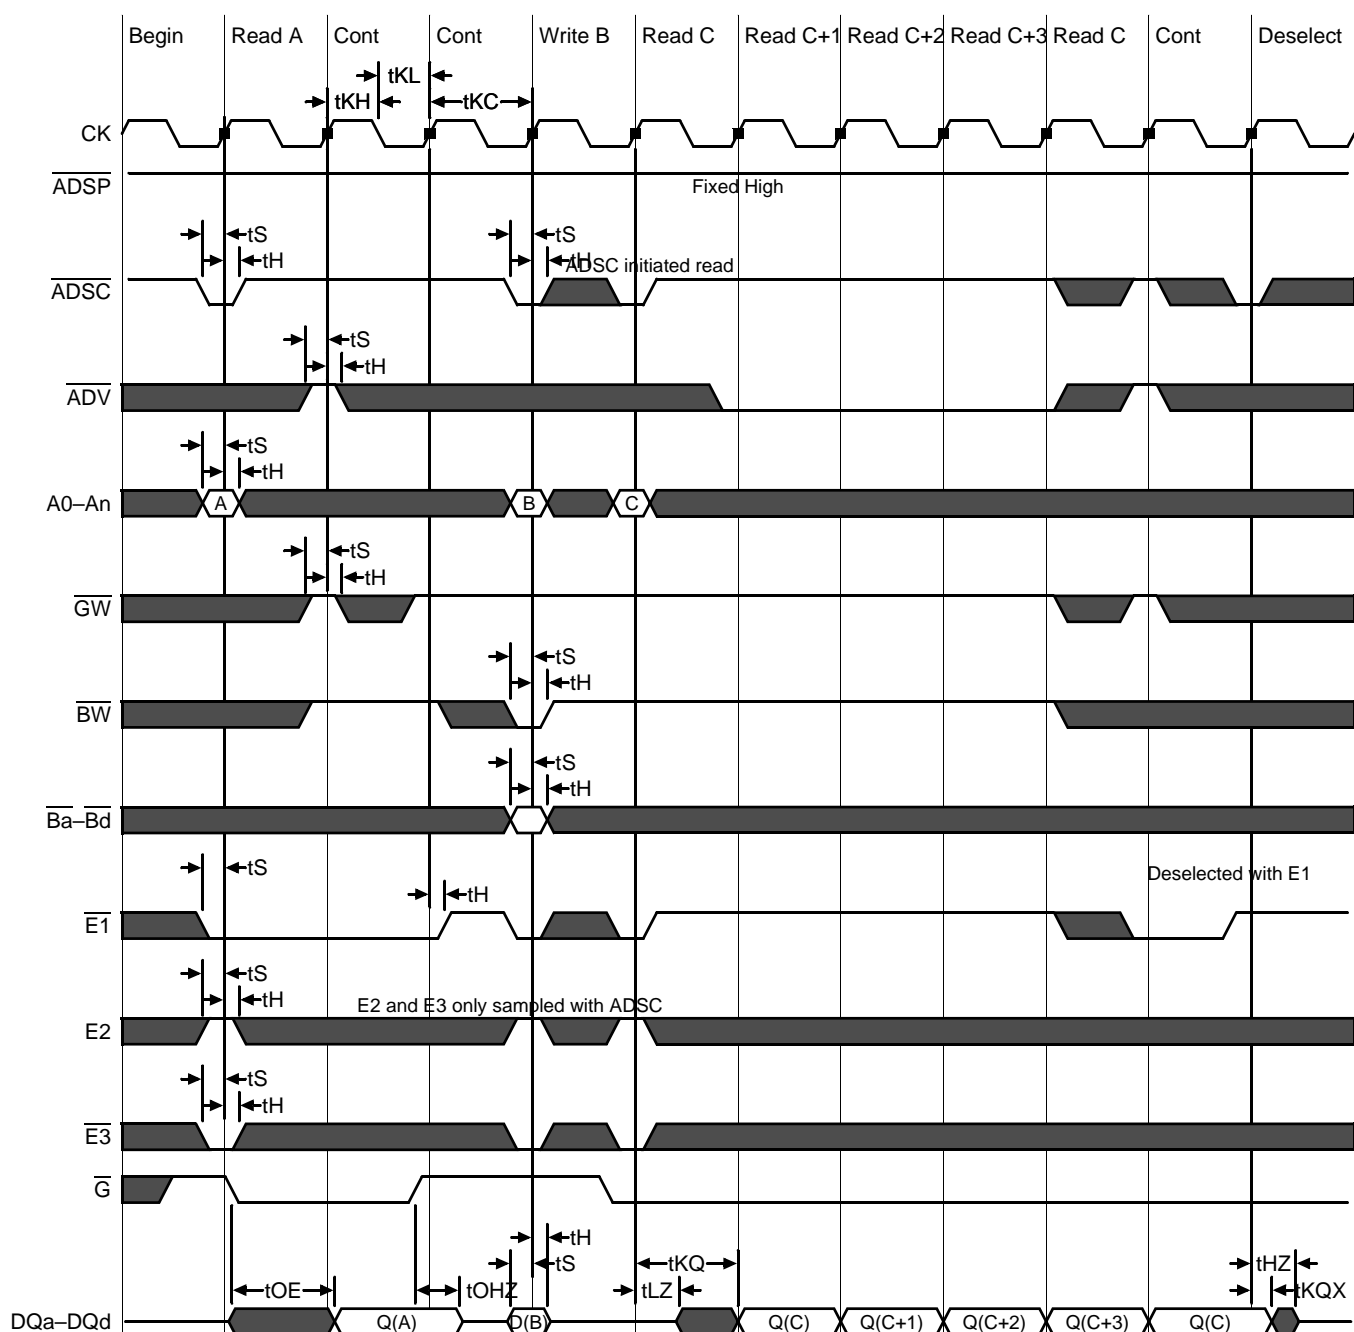 Begin Read A Cont Cont Write B Read C Read C+1 Read C+2 Read C+3 Read C Cont Deselect
tKL
tKH tKC
CK
ADSP Fixed High
tS tS
tH tH
ADSC initiated read
ADSC
tS
tH
ADV
tS
tH
A0–An A B C
tS
tH
GW
tS
tH
BW
tS
tH
Ba–Bd
tS Deselected with E1
tH
E1
tS
tH
E2 and E3 only sampled with ADSC
E2
tS
tH
E3
G
tH
tS tKQ tHZ
tOE tOHZ tLZ tKQX
DQa–DQd Q(A) D(B) Q(C) Q(C+1) Q(C+2) Q(C+3) Q(C)